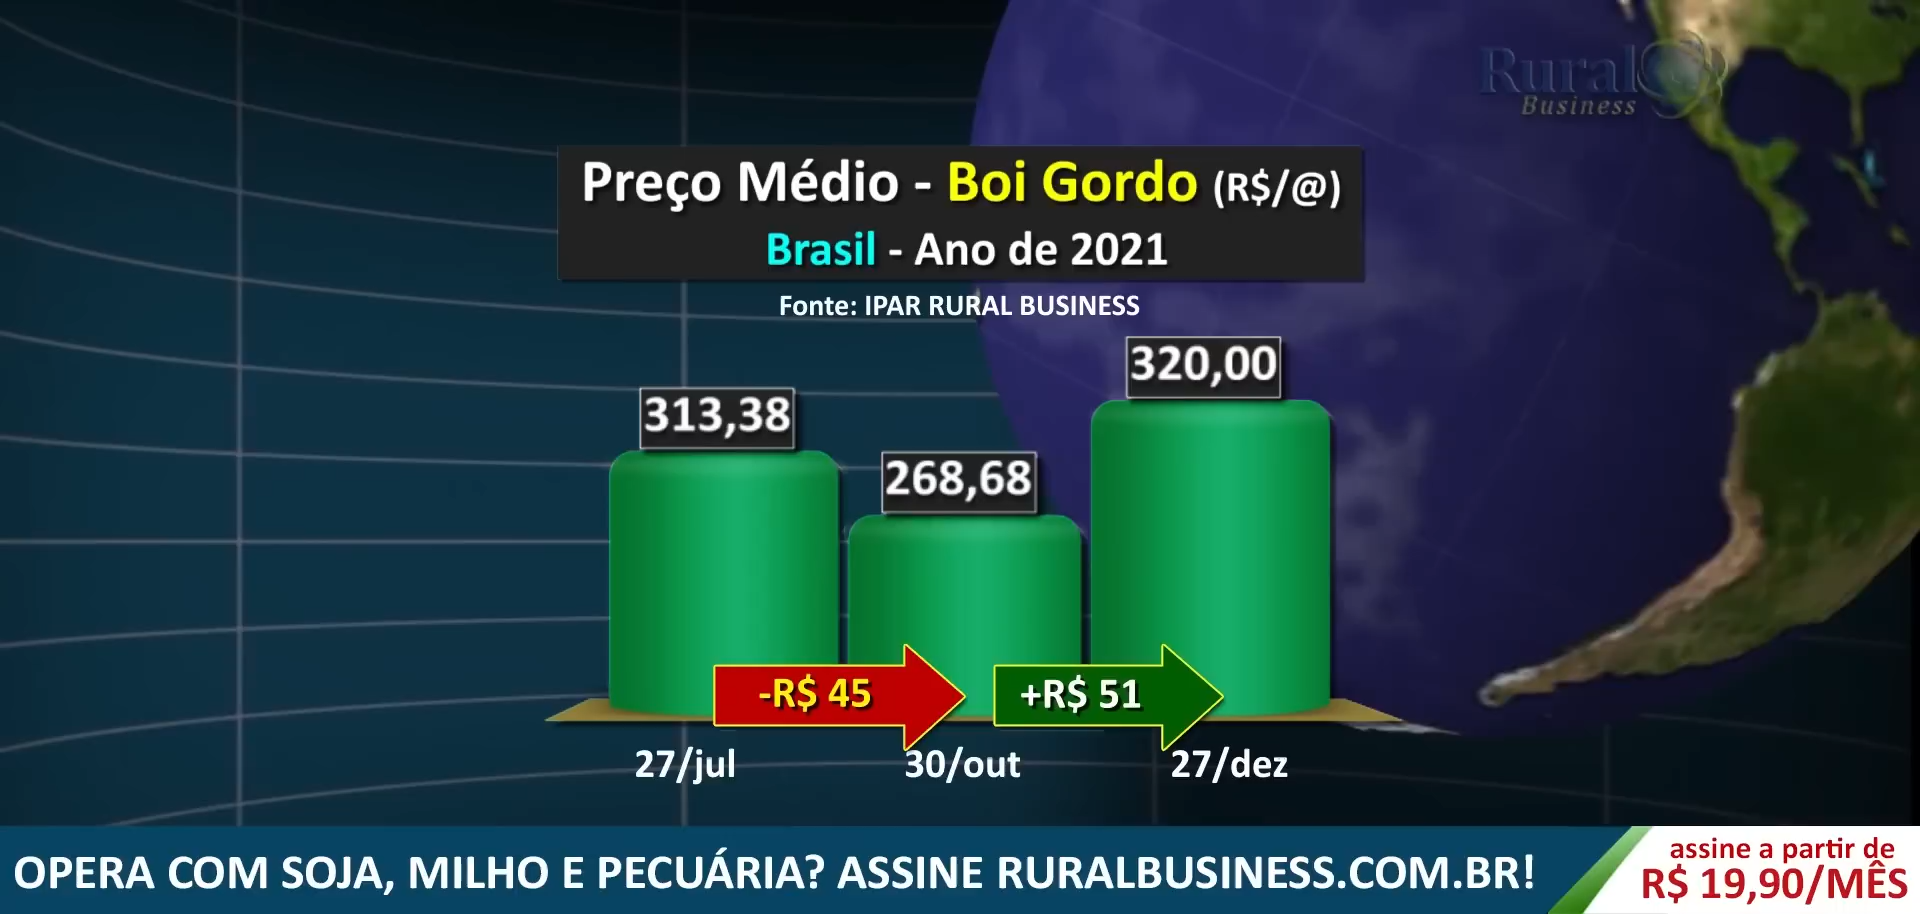 Rural
Business
Preço Médio - Boi Gordo (R$/@)
Brasil - Ano de 2021
Fonte: IPAR RURAL BUSINESS
313,38
268,68
320,00
-R$ 45
+R$ 51
27/jul
30/out
27/dez
OPERA COM SOJA, MILHO E PECUÁRIA? ASSINE RURALBUSINESS.COM.BR!
assine a partir de
R$ 19,90/MÊS